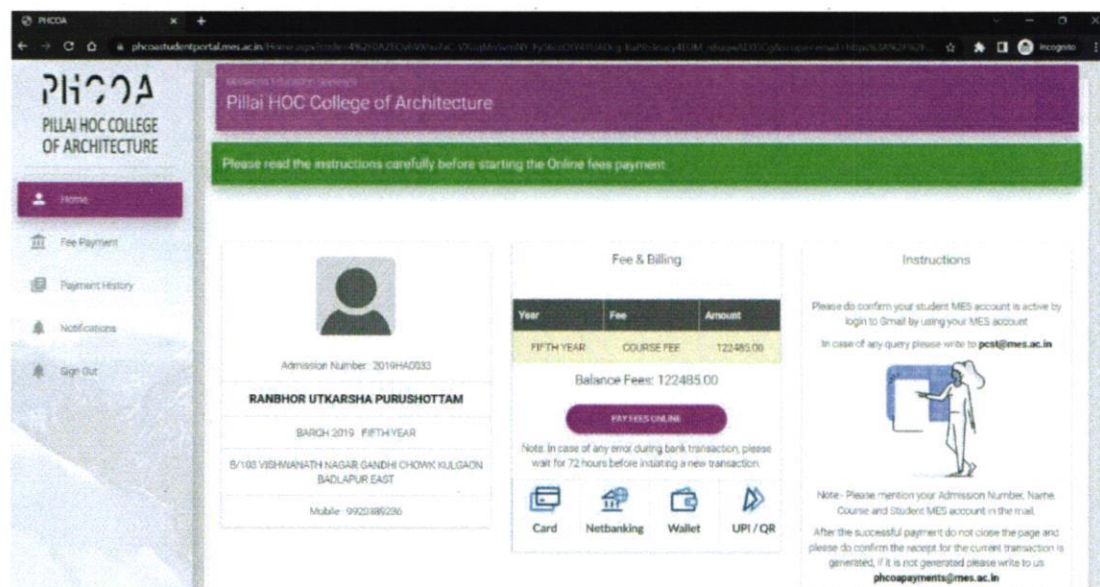 PHCOA
phcoastudentportal.mes.ac.in
Incognito
PHCOA
PILLAI HOC COLLEGE
OF ARCHITECTURE
Home
Fee Payment
Payment History
Notifications
Sign Out
Pillai HOC College of Architecture
Please read the instructions carefully before starting the Online fees payment
Admission Number: 2019HA0033
RANBHOR UTKARSHA PURUSHOTTAM
BARCH 2019 FIFTH YEAR
B/103 VISHWANATH NAGAR GANDHI CHOWK KULGAON
BADLAPUR EAST
Mobile
Fee & Billing
Year Fee Amount
FIFTH YEAR COURSE FEE 122485.00
Balance Fees: 122485.00
PAY FEES ONLINE
Note: In case of any error during bank transaction, please
wait for 72 hours before initiating a new transaction.
Card Netbanking Wallet UPI / QR
Instructions
Please do confirm your student MES account is active by
login to Gmail by using your MES account
In case of any query please write to pcst@mes.ac.in
Note:- Please mention your Admission Number, Name,
Course and Student MES account in the mail.
After the successful payment do not close the page and
please do confirm the receipt for the current transaction is
generated, if it is not generated please write to us
phcoapayments@mes.ac.in